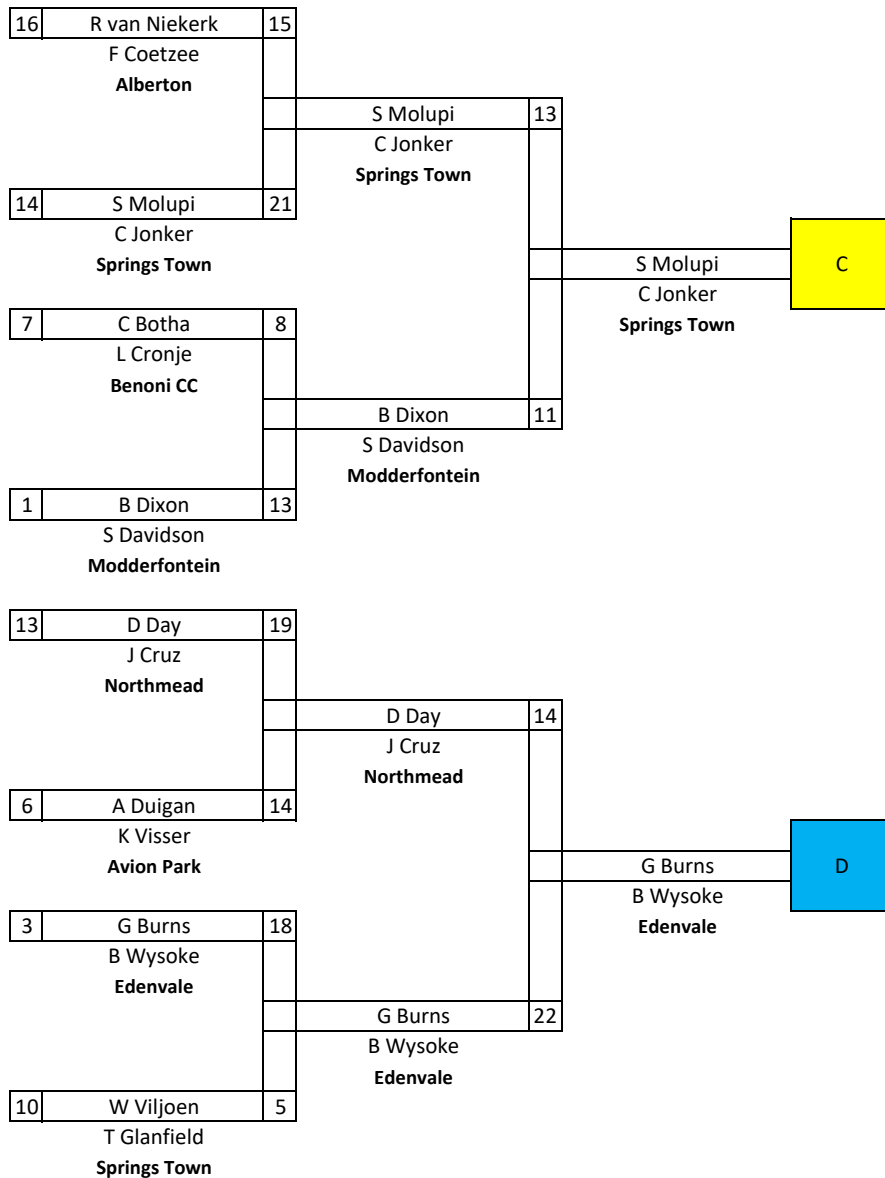 16 R van Niekerk 15
F Coetzee
Alberton
S Molupi 13
C Jonker
Springs Town
14 S Molupi 21
C Jonker
Springs Town
S Molupi C
C Jonker
Springs Town
7 C Botha 8
L Cronje
Benoni CC
B Dixon 11
S Davidson
Modderfontein
1 B Dixon 13
S Davidson
Modderfontein
13 D Day 19
J Cruz
Northmead
D Day 14
J Cruz
Northmead
6 A Duigan 14
K Visser
Avion Park
G Burns D
B Wysoke
Edenvale
3 G Burns 18
B Wysoke
Edenvale
G Burns 22
B Wysoke
Edenvale
10 W Viljoen 5
T Glanfield
Springs Town